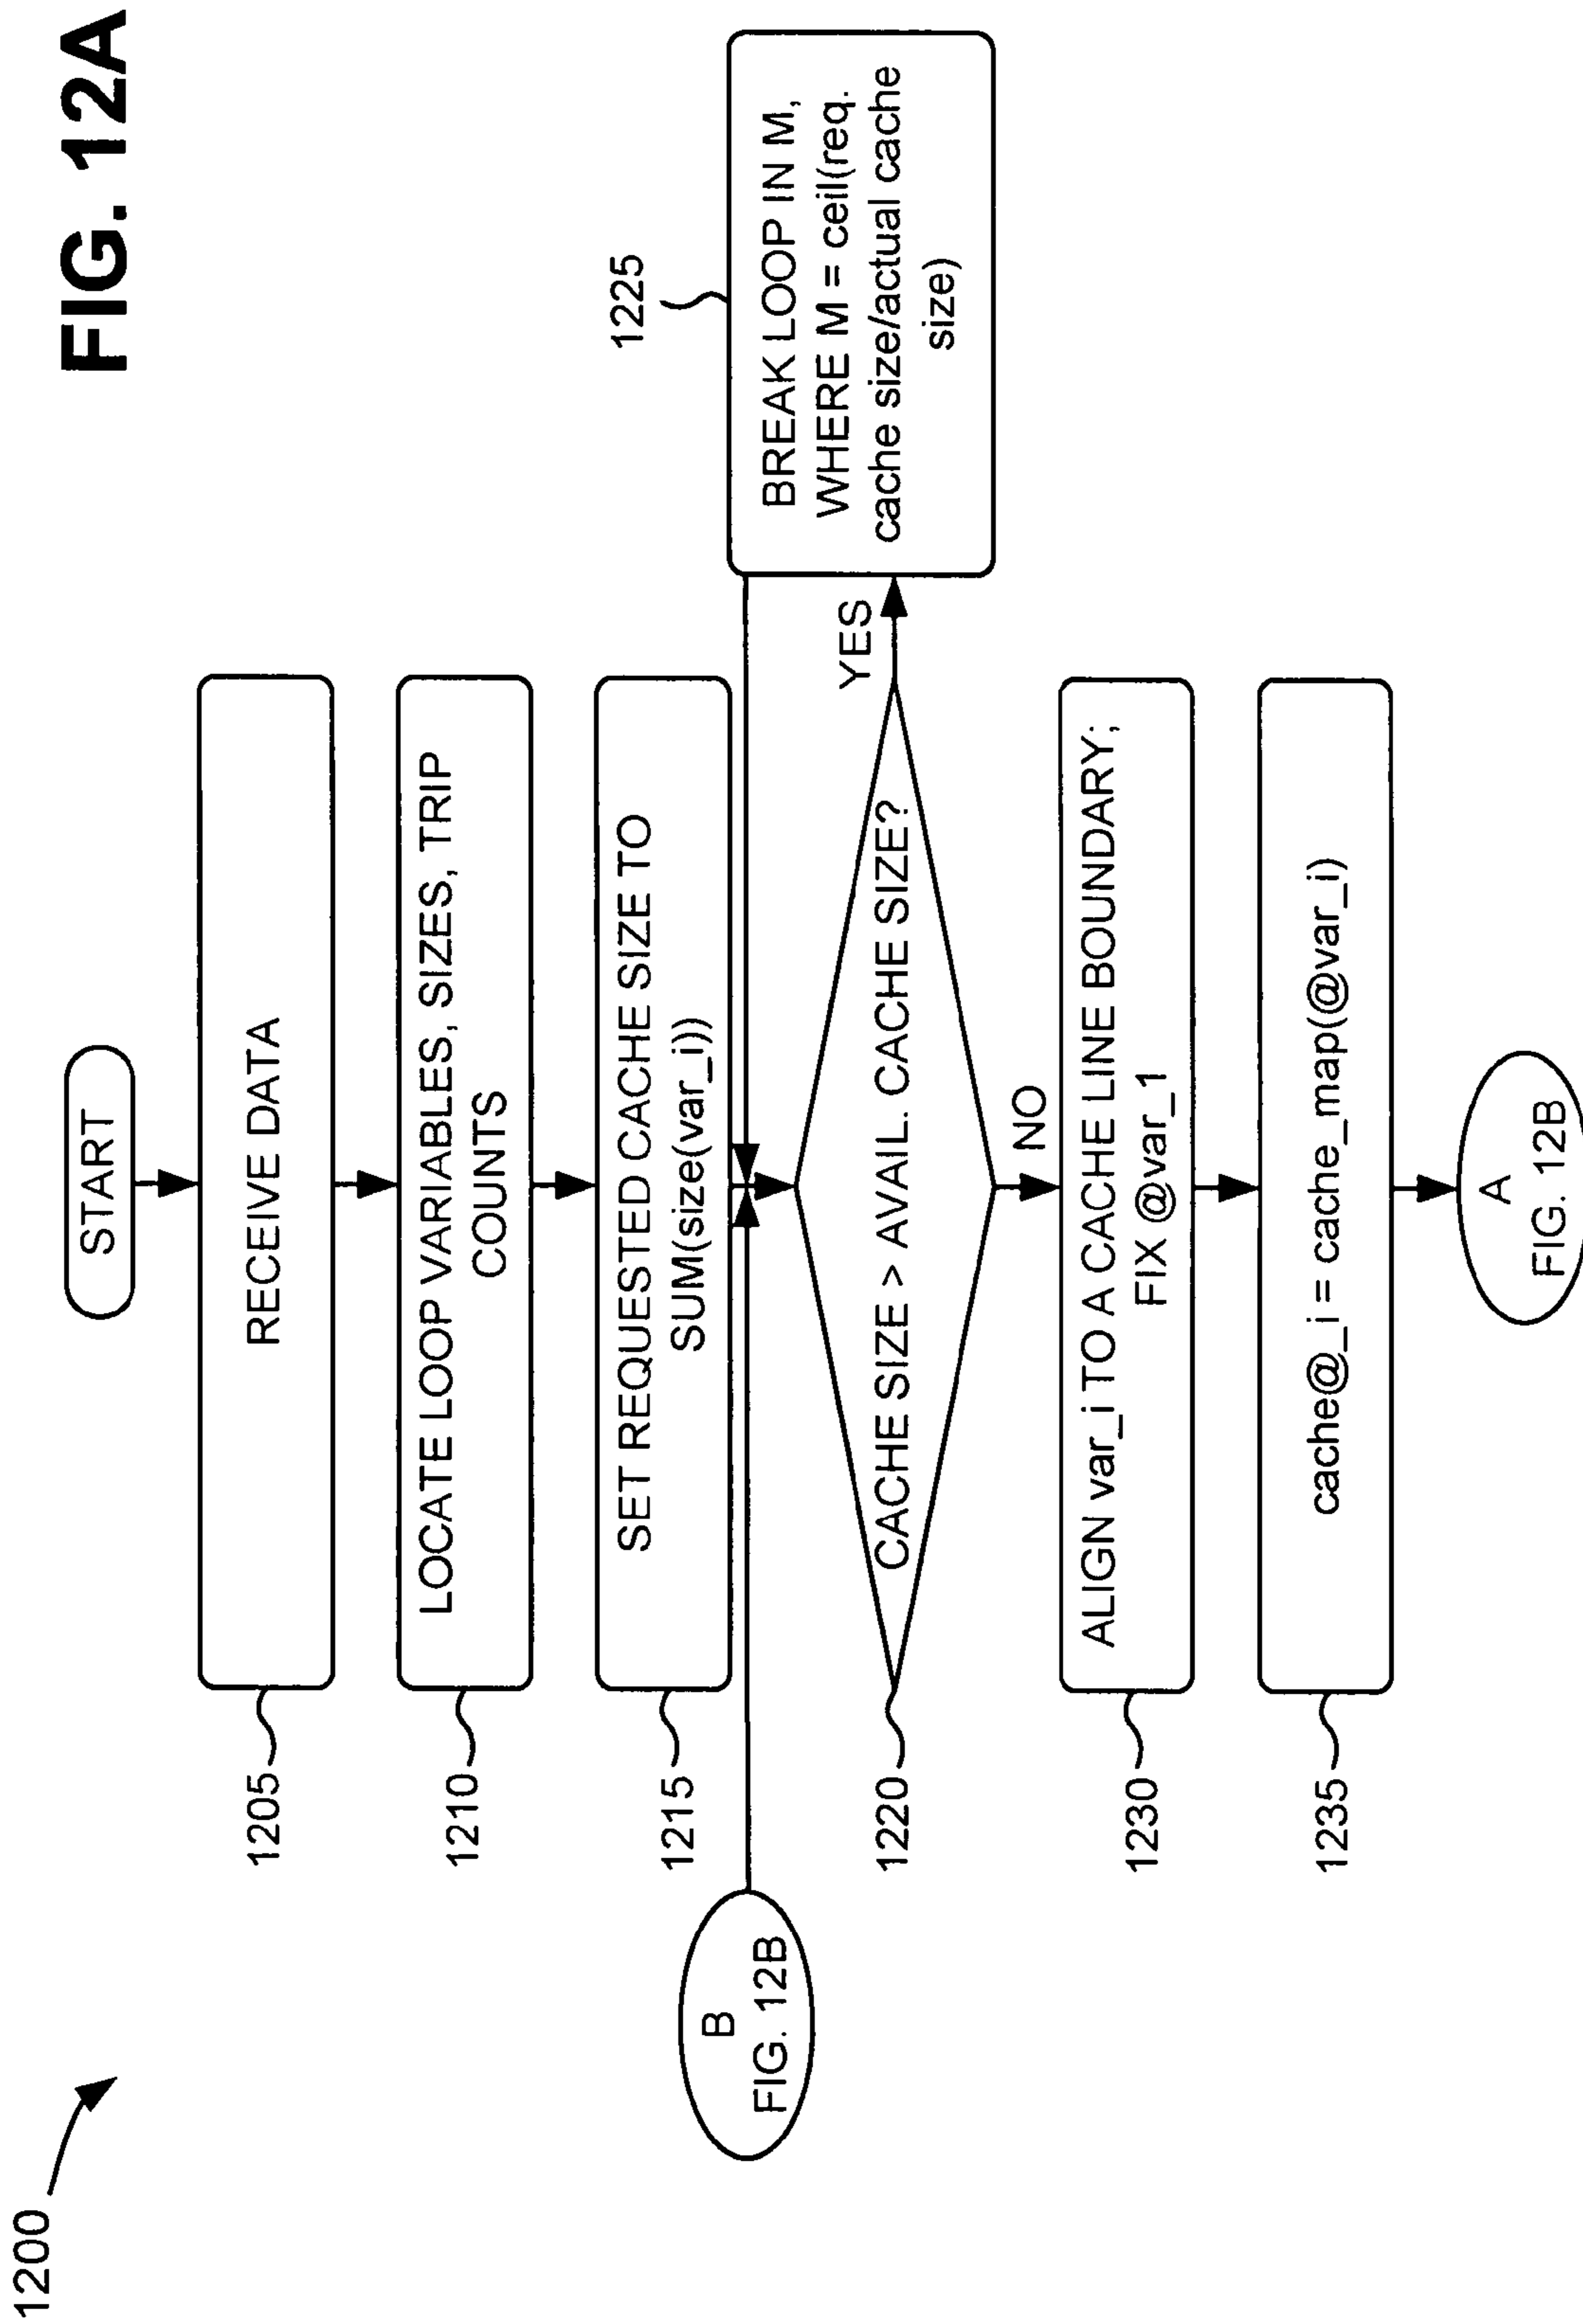 FIG. 12A
1200
START
1205
RECEIVE DATA
1210
LOCATE LOOP VARIABLES, SIZES, TRIP
COUNTS
1215
SET REQUESTED CACHE SIZE TO
SUM(size(var_i))
B
FIG. 12B
1220
CACHE SIZE > AVAIL. CACHE SIZE?
YES
1225
BREAK LOOP IN M,
WHERE M = ceil(req.
cache size/actual cache
size)
NO
1230
ALIGN var_i TO A CACHE LINE BOUNDARY;
FIX @var_1
1235
cache@_i = cache_map(@var_i)
A
FIG. 12B